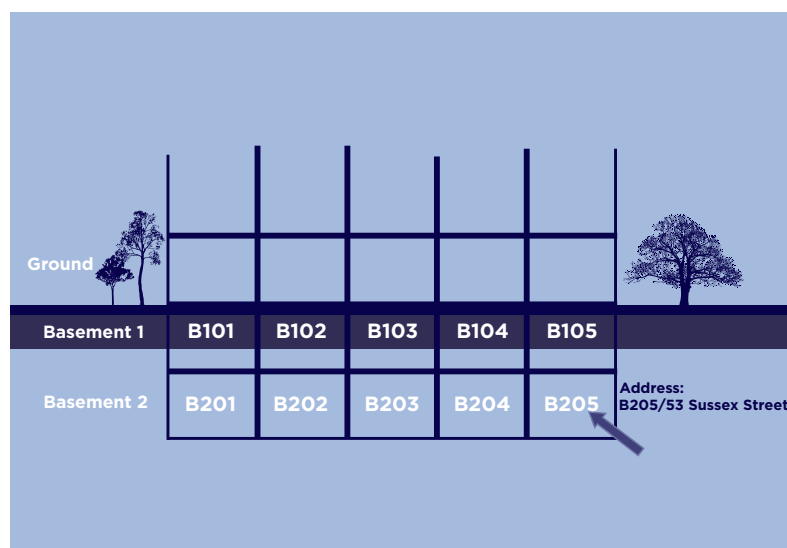 Ground
Basement 1 B101 B102 B103 B104 B105
Basement 2 B201 B202 B203 B204 B205
Address:
B205/53 Sussex Street